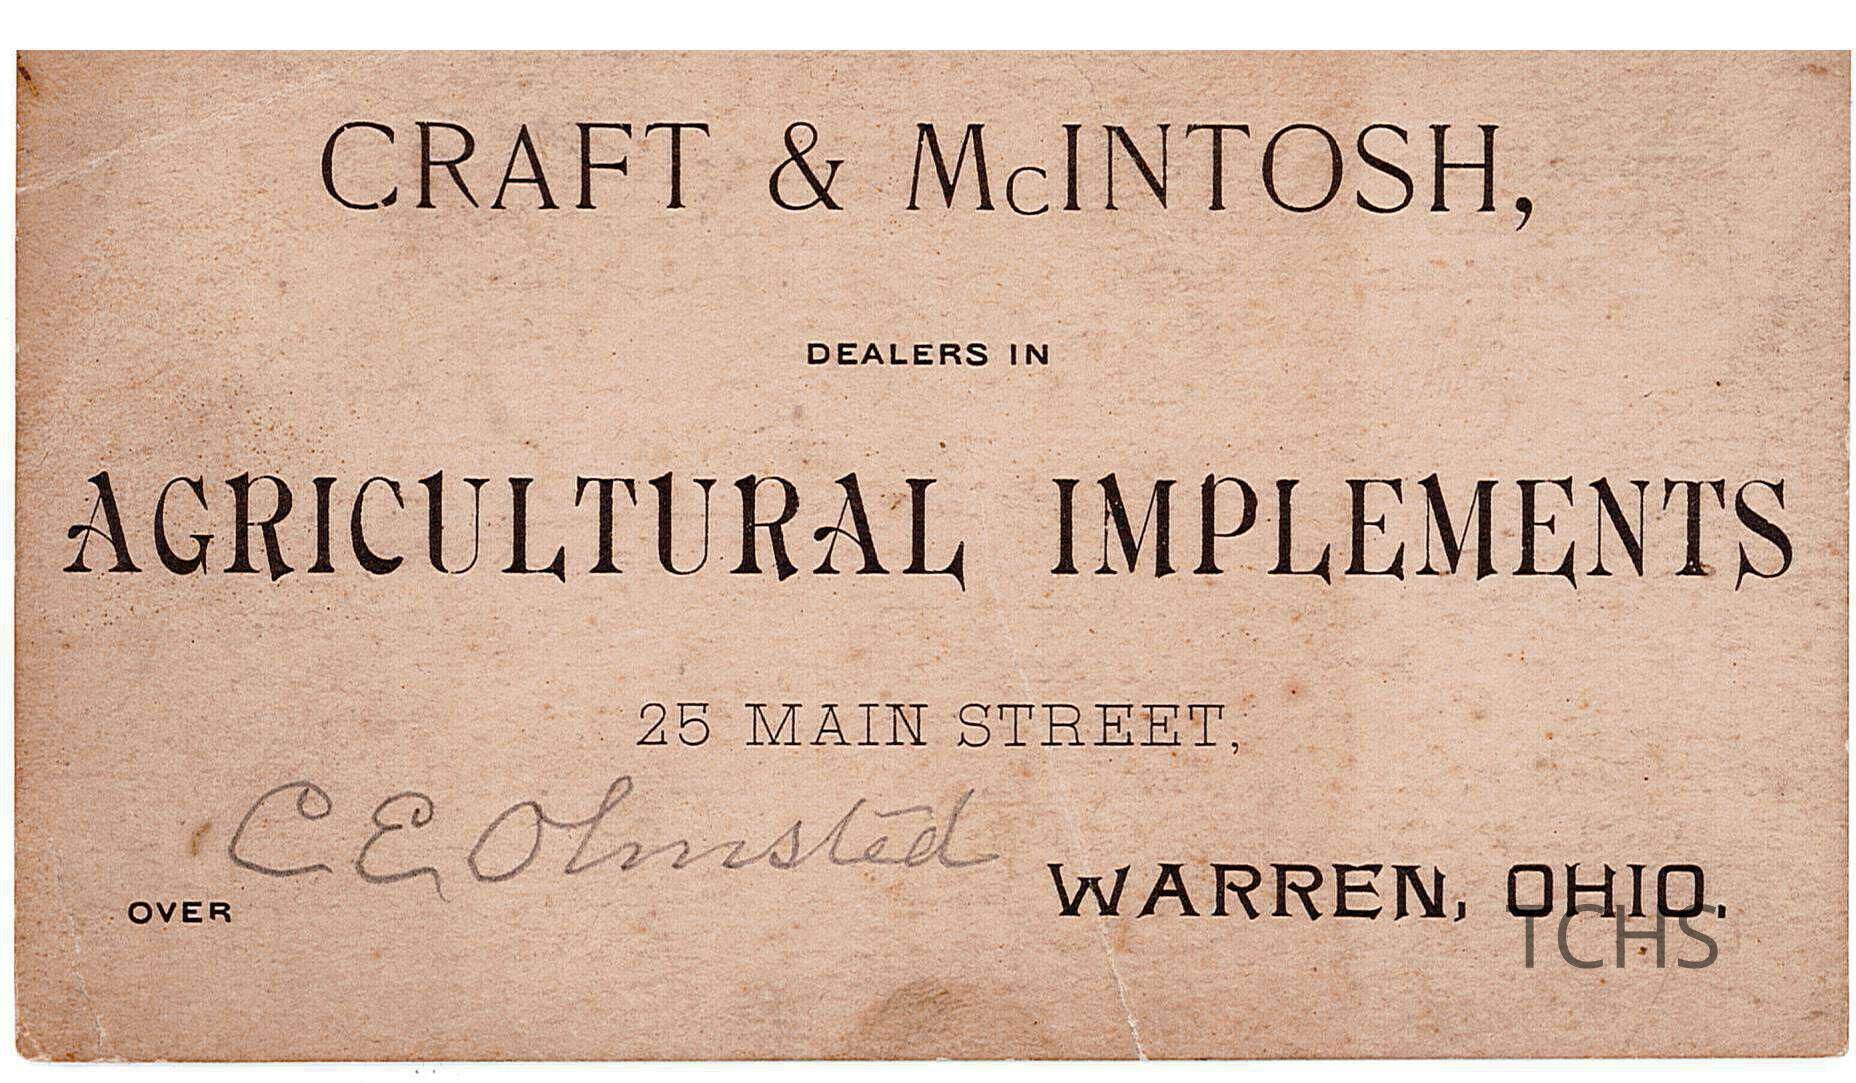 CRAFT & McINTOSH,
DEALERS IN
AGRICULTURAL IMPLEMENTS
25 MAIN STREET,
C E Olmsted
OVER
WARREN, OHIO.
TCHS